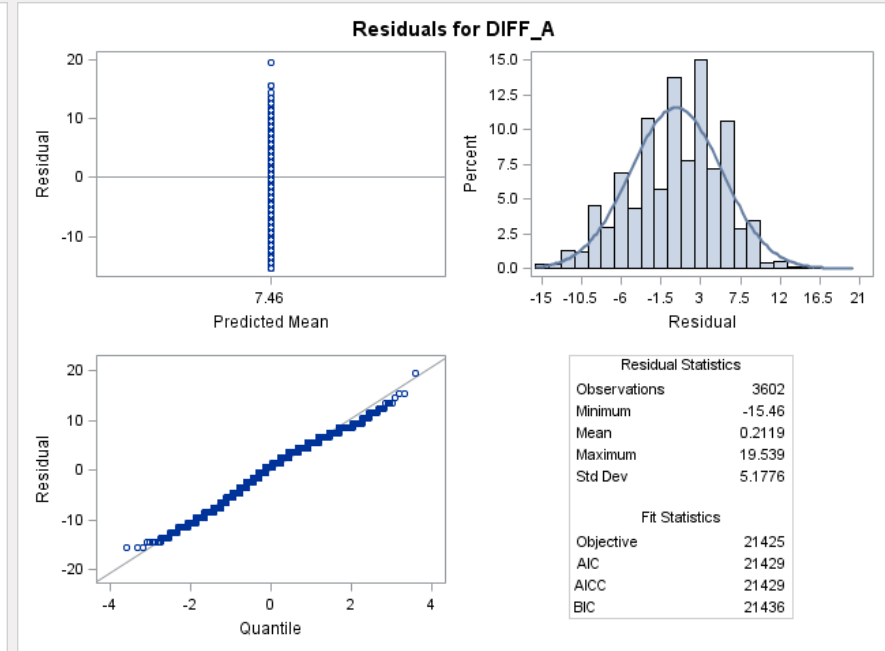 Residuals for DIFF_A
20
10
0
-10
Residual
7.46
Predicted Mean
15.0
12.5
10.0
7.5
5.0
2.5
0.0
Percent
-15 -10.5 -6 -1.5 3 7.5 12 16.5 21
Residual
20
10
0
-10
-20
Residual
-4 -2 0 2 4
Quantile
Residual Statistics
Observations 3602
Minimum -15.46
Mean 0.2119
Maximum 19.539
Std Dev 5.1776
Fit Statistics
Objective 21425
AIC 21429
AICC 21429
BIC 21436